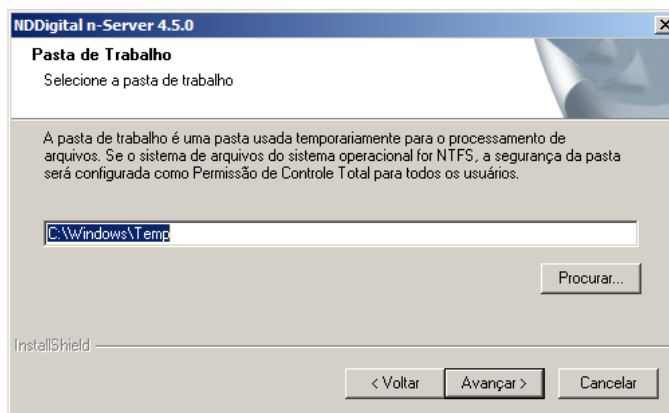 NDDigital n-Server 4.5.0
Pasta de Trabalho
Selecione a pasta de trabalho
A pasta de trabalho é uma pasta usada temporariamente para o processamento de
arquivos. Se o sistema de arquivos do sistema operacional for NTFS, a segurança da pasta
será configurada como Permissão de Controle Total para todos os usuários.
C:\Windows\Temp
Procurar...
InstallShield
< Voltar
Avançar >
Cancelar